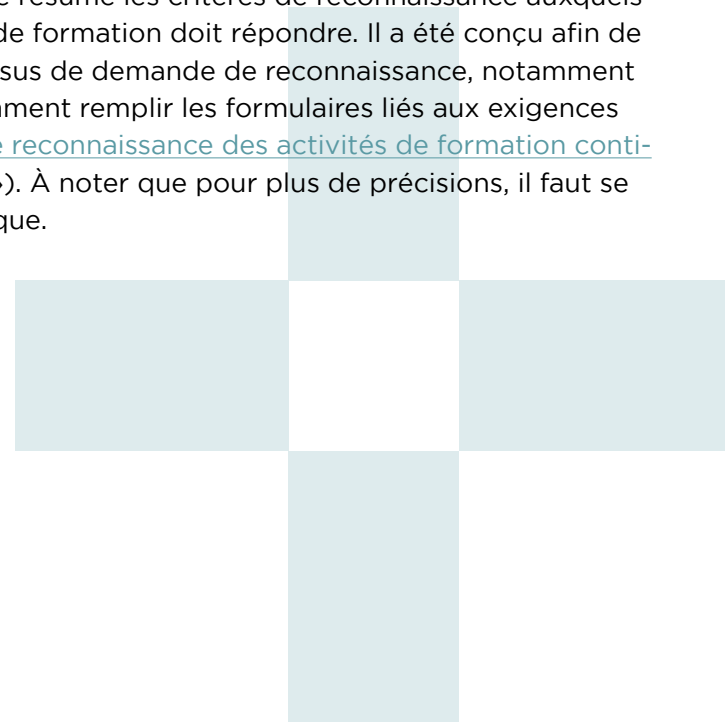 résumé les critères de reconnaissance auxquels
de formation doit répondre. Il a été conçu afin de
sus de demande de reconnaissance, notamment
ment remplir les formulaires liés aux exigences
e reconnaissance des activités de formation conti-
»). À noter que pour plus de précisions, il faut se
que.